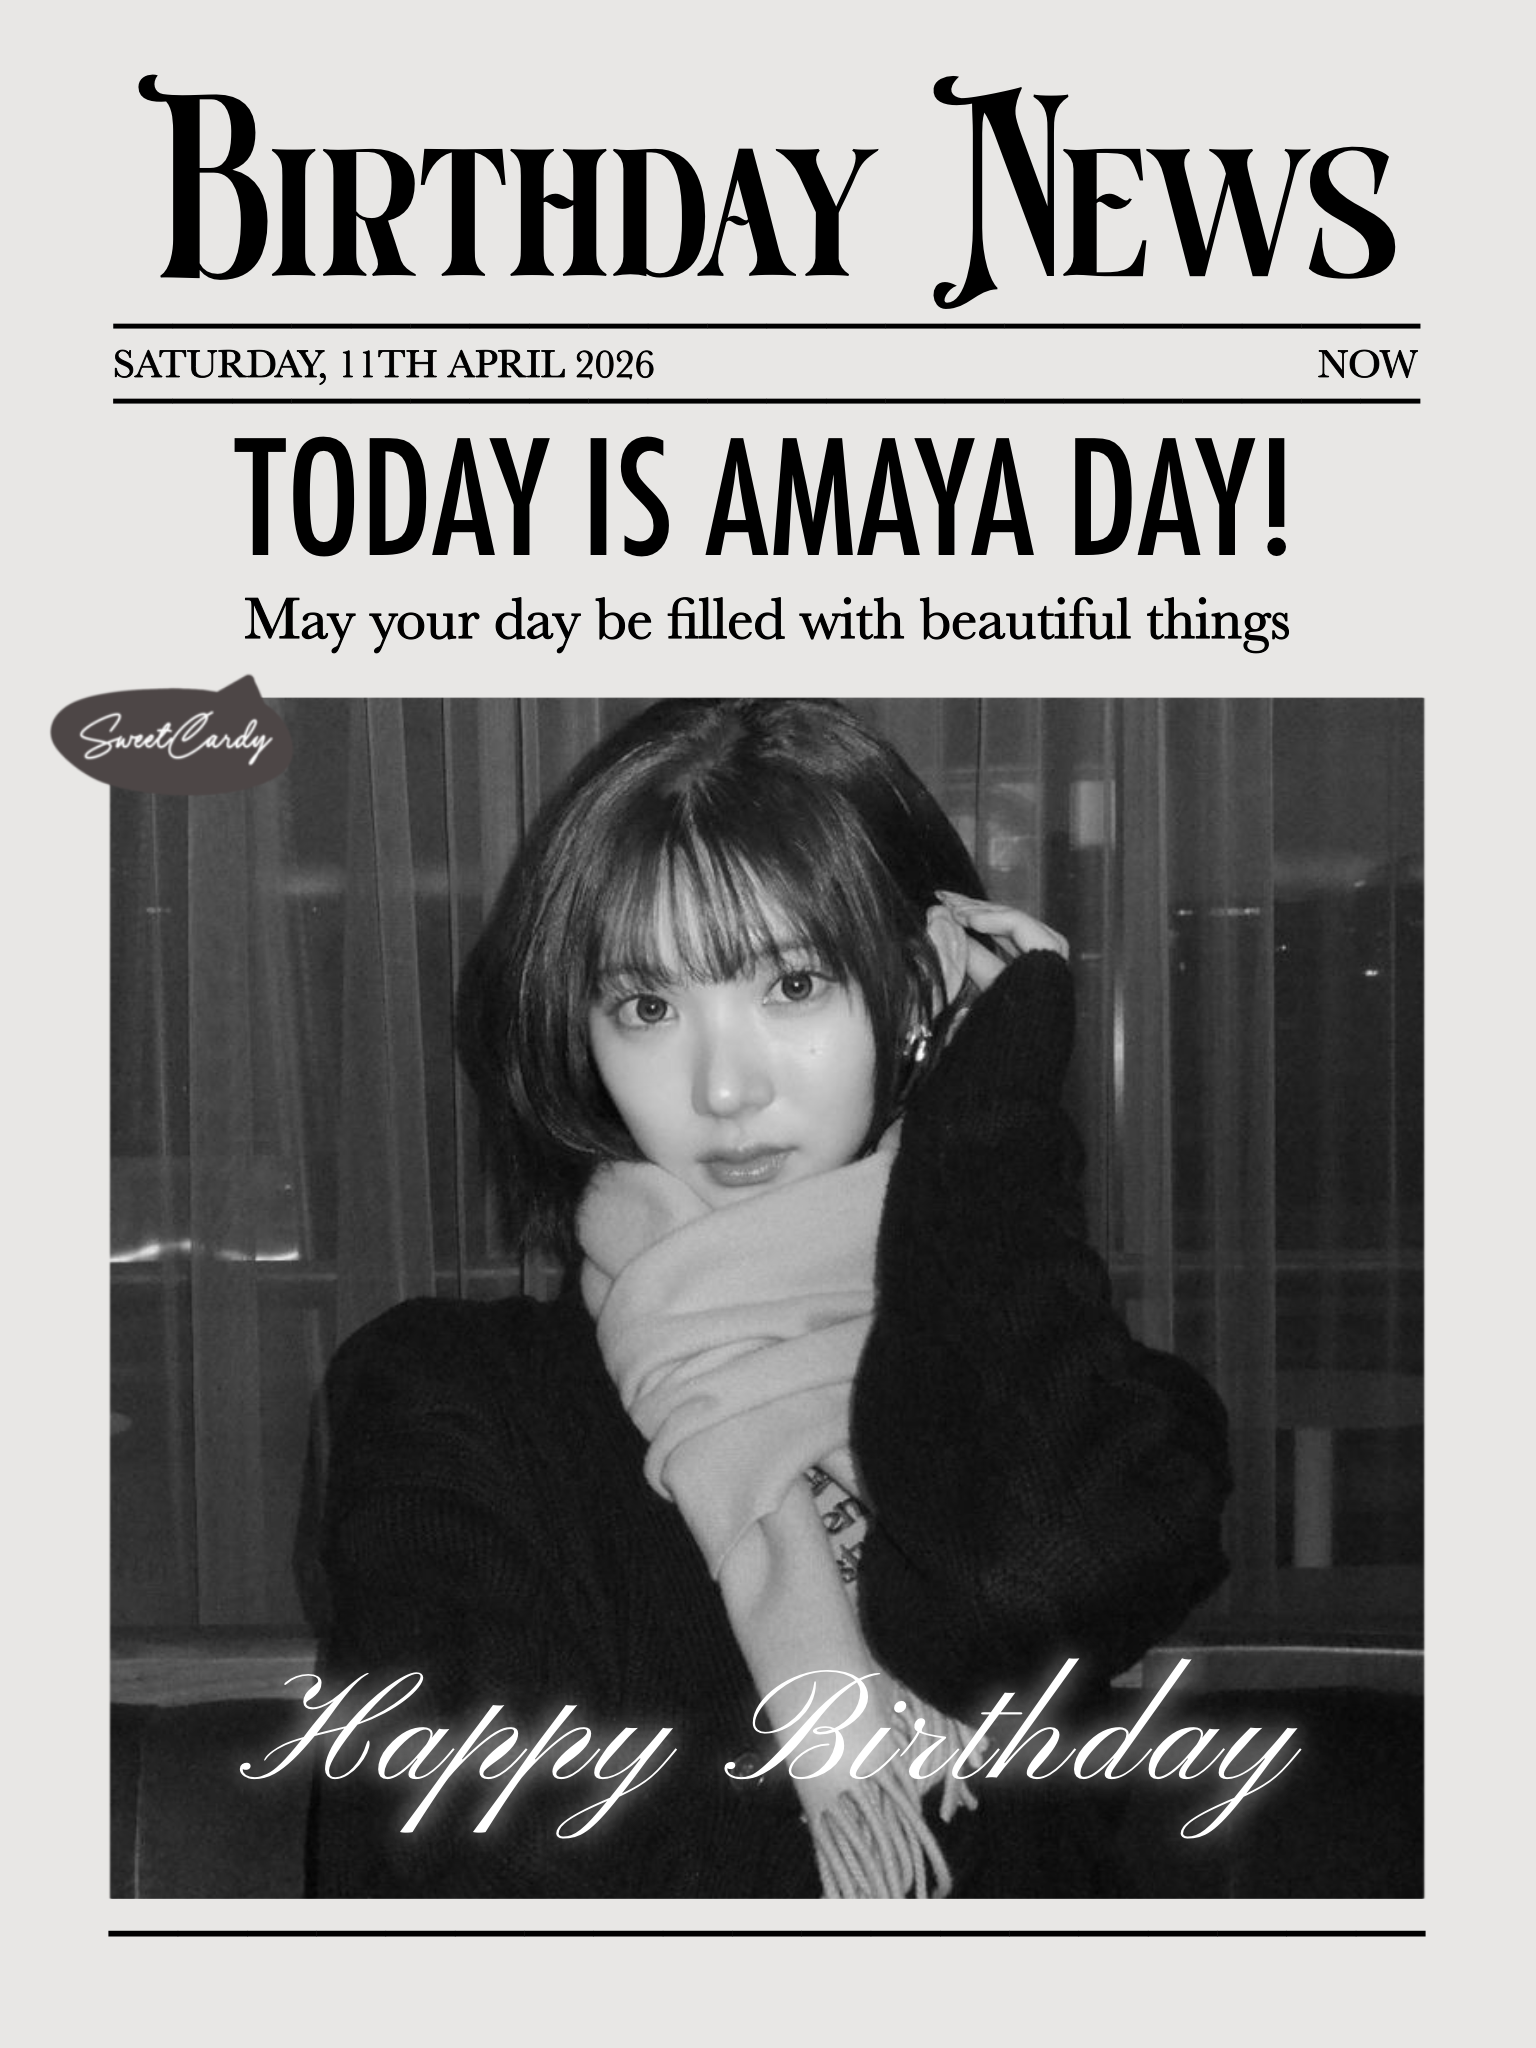 BIRTHDAY NEWS
SATURDAY, 11TH APRIL 2026 NOW
TODAY IS AMAYA DAY!
May your day be filled with beautiful things
SweetCardy
Happy Birthday